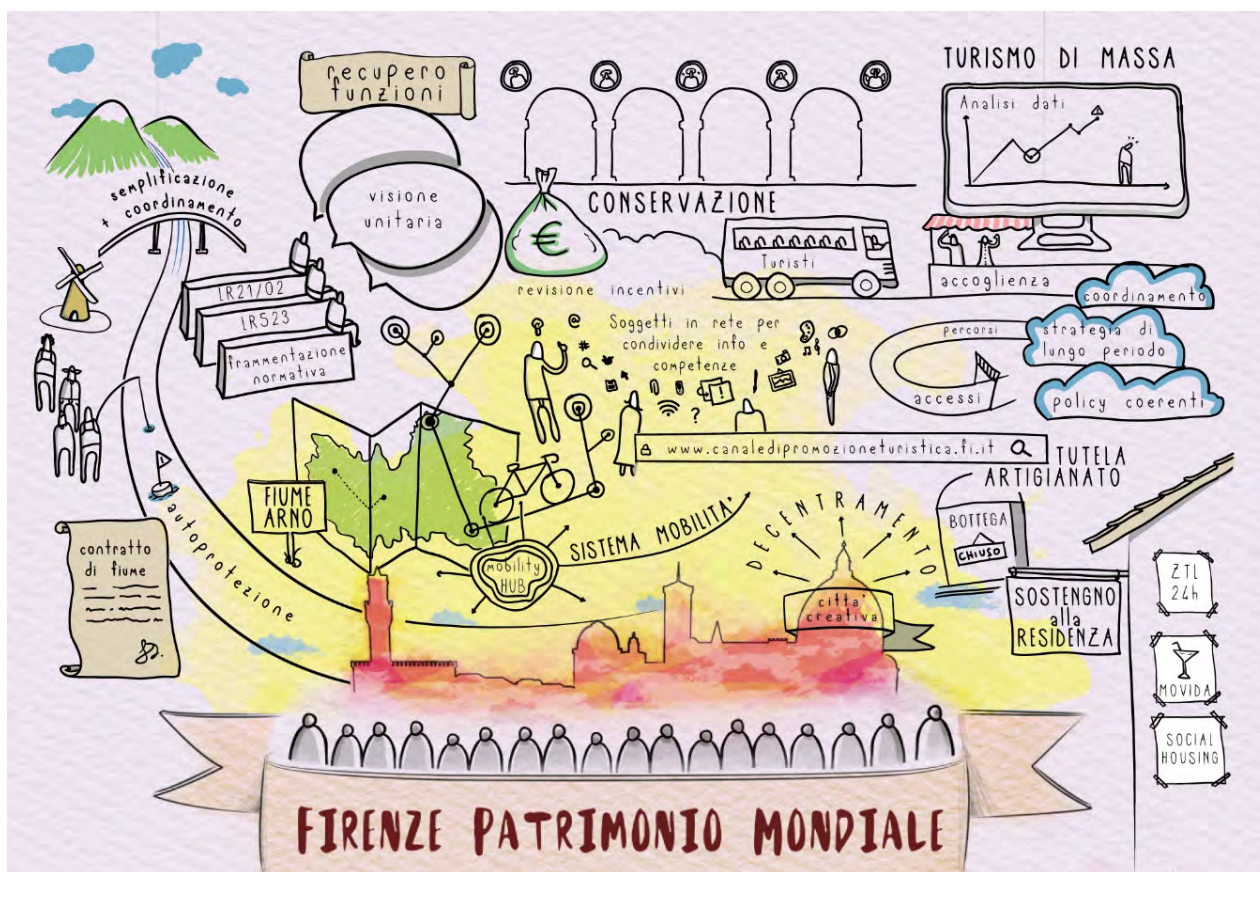 recupero
funzioni
TURISMO DI MASSA
Analisi dati
semplificazione
+ coordinamento
visione
unitaria
CONSERVAZIONE
€
Turisti
revisione incentivi
accoglienza
coordinamento
LR21/02
LR523
frammentazione
normativa
Soggetti in rete per
condividere info e
competenze
@
#
!
?
percorsi
accessi
strategia di
lungo periodo
policy coerenti
www.canaledipromozioneturistica.fi.it
TUTELA
ARTIGIANATO
FIUME
ARNO
BOTTEGA
CHIUSO
contratto
di fiume
autoprotezione
mobility
HUB
SISTEMA MOBILITA'
DECENTRAMENTO
citta'
creativa
SOSTENGNO
alla
RESIDENZA
ZTL
24h
MOVIDA
SOCIAL
HOUSING
FIRENZE PATRIMONIO MONDIALE